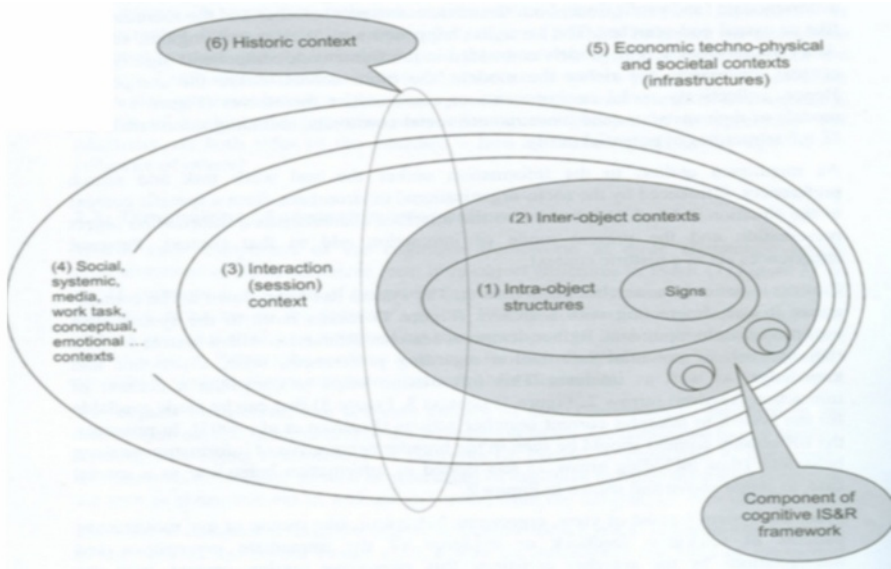 (6) Historic context
(5) Economic techno-physical
and societal contexts
(infrastructures)
(2) Inter-object contexts
(4) Social,
systemic,
media,
work task,
conceptual,
emotional ...
contexts
(3) Interaction
(session)
context
(1) Intra-object
structures
Signs
Component of
cognitive IS&R
framework